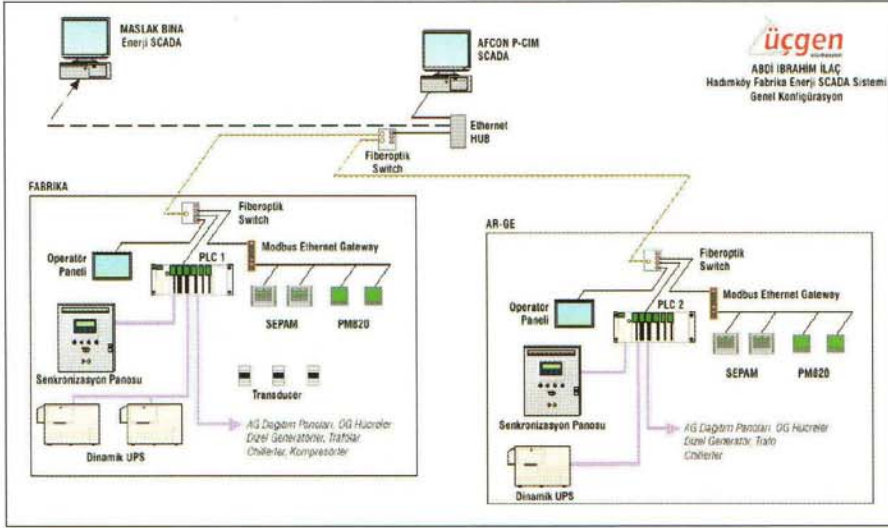 MASLAK BINA
Enerji SCADA
AFCON P-CIM
SCADA
üçgen
ABDİ İBRAHİM İLAÇ
Hadımköy Fabrika Enerji SCADA Sistemi
Genel Konfigürasyon
Ethernet
HUB
Fiberoptik
Switch
FABRIKA
Fiberoptik
Switch
Operatör
Paneli
PLC 1
Modbus Ethernet Gateway
SEPAM
PM820
Senkronizasyon Panosu
Transducer
AG Dagıtım Panoları, OG Hücreler
Dizel Generatörler, Trafolar,
Chillerler, Kompresörler
Dinamik UPS
AR-GE
Fiberoptik
Switch
Operatör
Paneli
PLC 2
Modbus Ethernet Gateway
SEPAM
PM820
Senkronizasyon Panosu
AG Dagıtım Panoları, OG Hücreler
Dizel Generatör, Trafo
Chillerler
Dinamik UPS